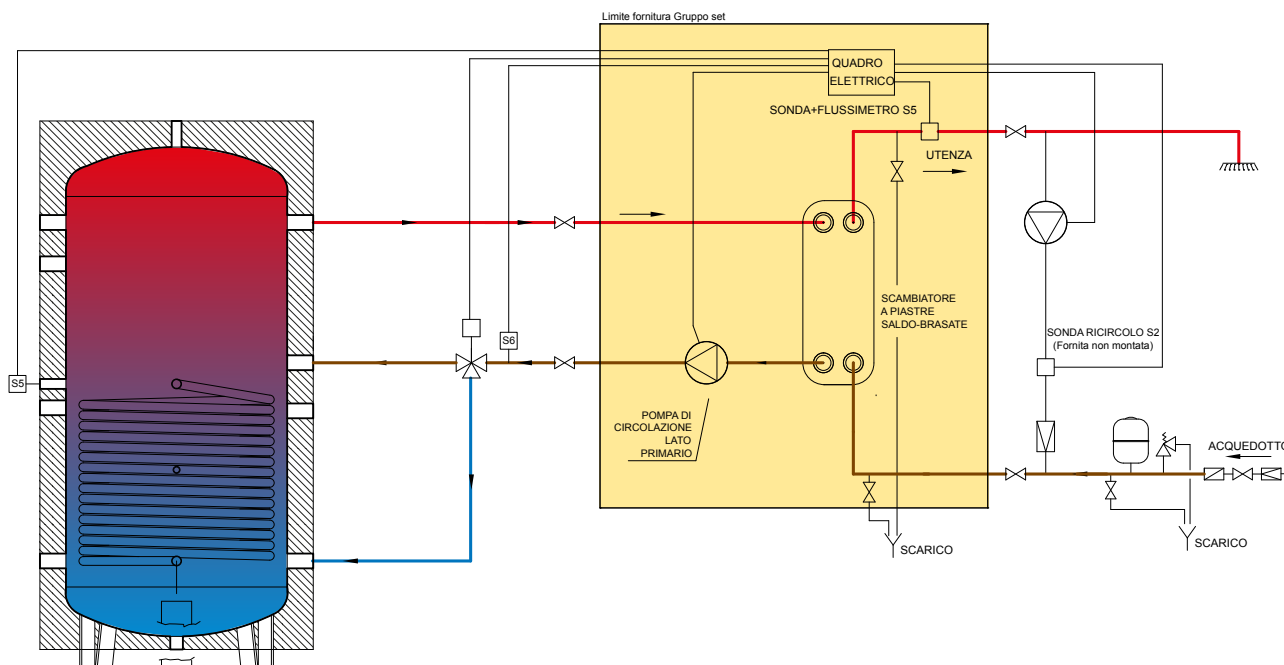 Limite fornitura Gruppo set
QUADRO
ELETTRICO
SONDA+FLUSSIMETRO S5
UTENZA
S6
SCAMBIATORE
A PIASTRE
SALDO-BRASATE
SONDA RICIRCOLO S2
(Fornita non montata)
S5
POMPA DI
CIRCOLAZIONE
LATO
PRIMARIO
ACQUEDOTTO
SCARICO
SCARICO